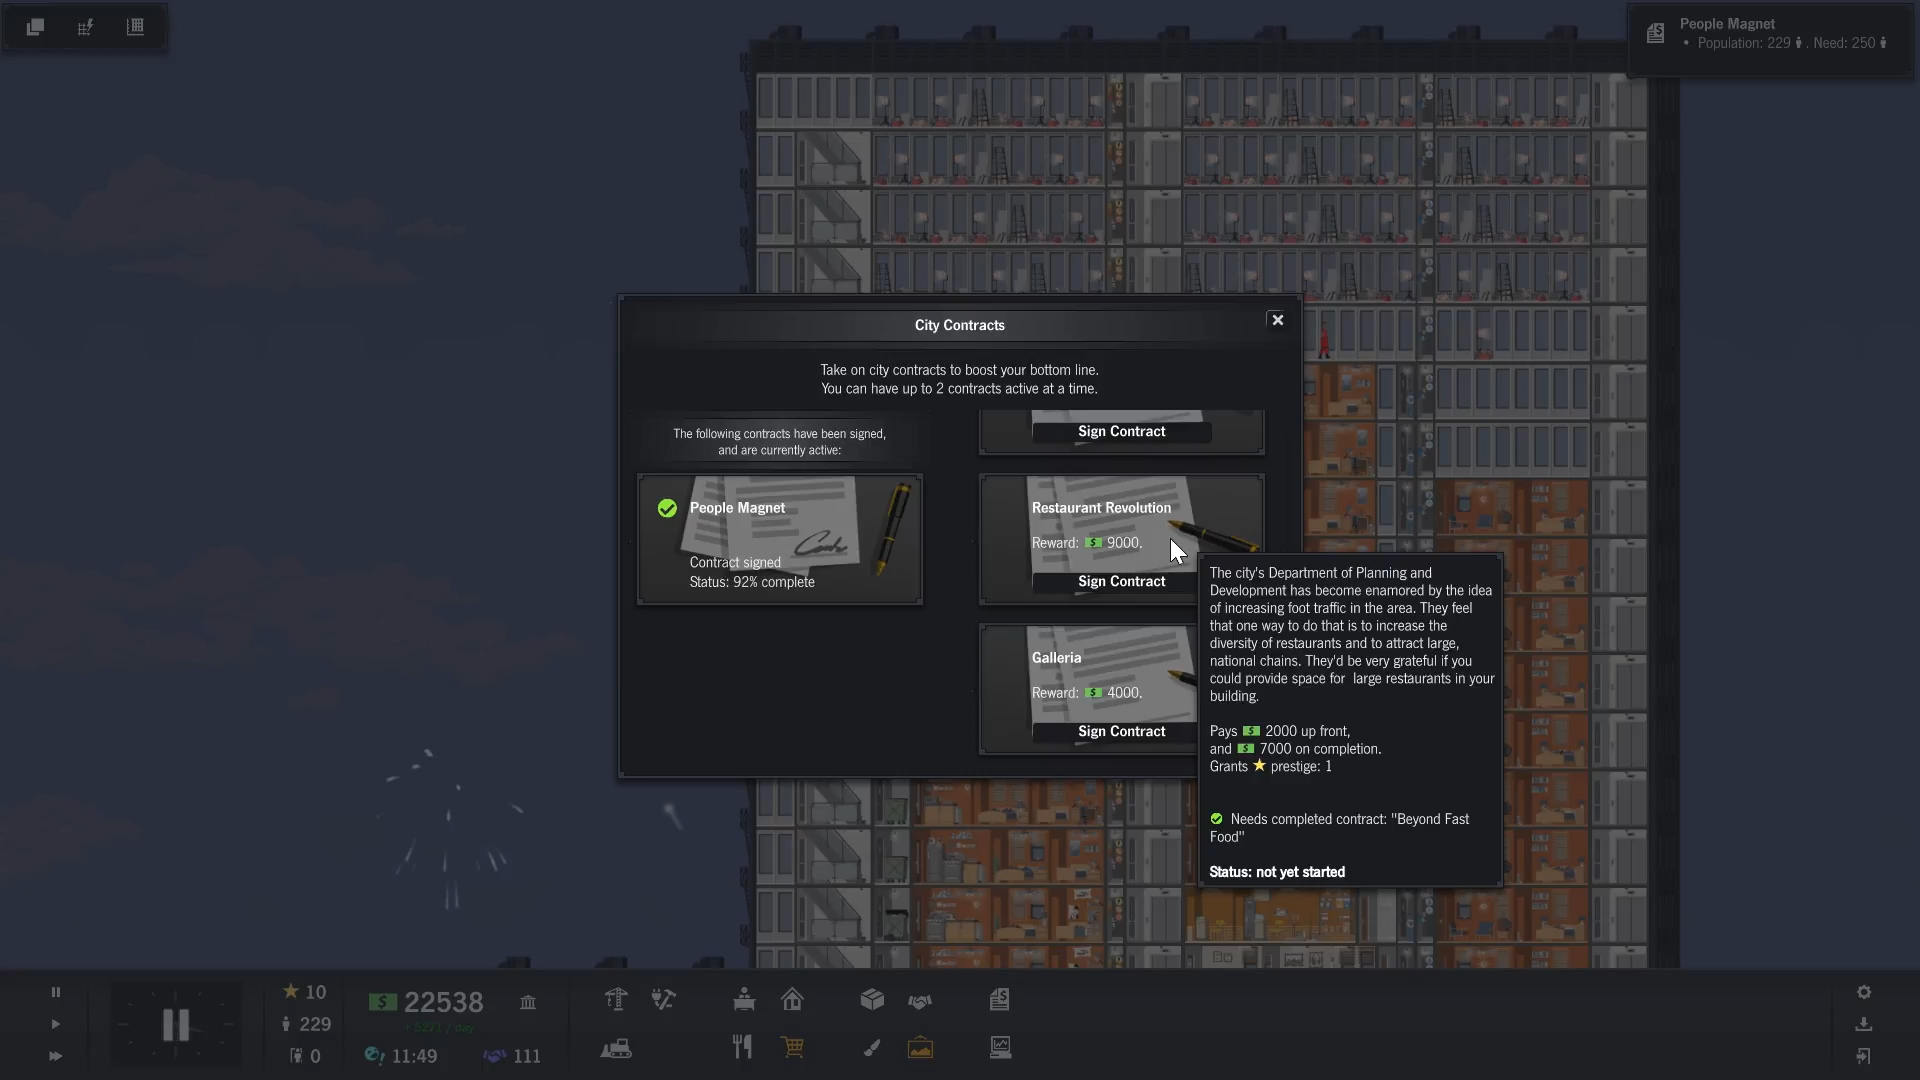 People Magnet
• Population: 229 . Need: 250
City Contracts
Take on city contracts to boost your bottom line.
You can have up to 2 contracts active at a time.
The following contracts have been signed,
and are currently active:
People Magnet
Contract signed
Status: 92% complete
Sign Contract
Restaurant Revolution
Reward: $ 9000.
Sign Contract
Galleria
Reward: $ 4000.
Sign Contract
The city's Department of Planning and
Development has become enamored by the idea
of increasing foot traffic in the area. They feel
that one way to do that is to increase the
diversity of restaurants and to attract large,
national chains. They'd be very grateful if you
could provide space for large restaurants in your
building.
Pays $ 2000 up front,
and $ 7000 on completion.
Grants prestige: 1
Needs completed contract: "Beyond Fast
Food"
Status: not yet started
10
229
0
$ 22538
+ 5271 / day
11:49
111